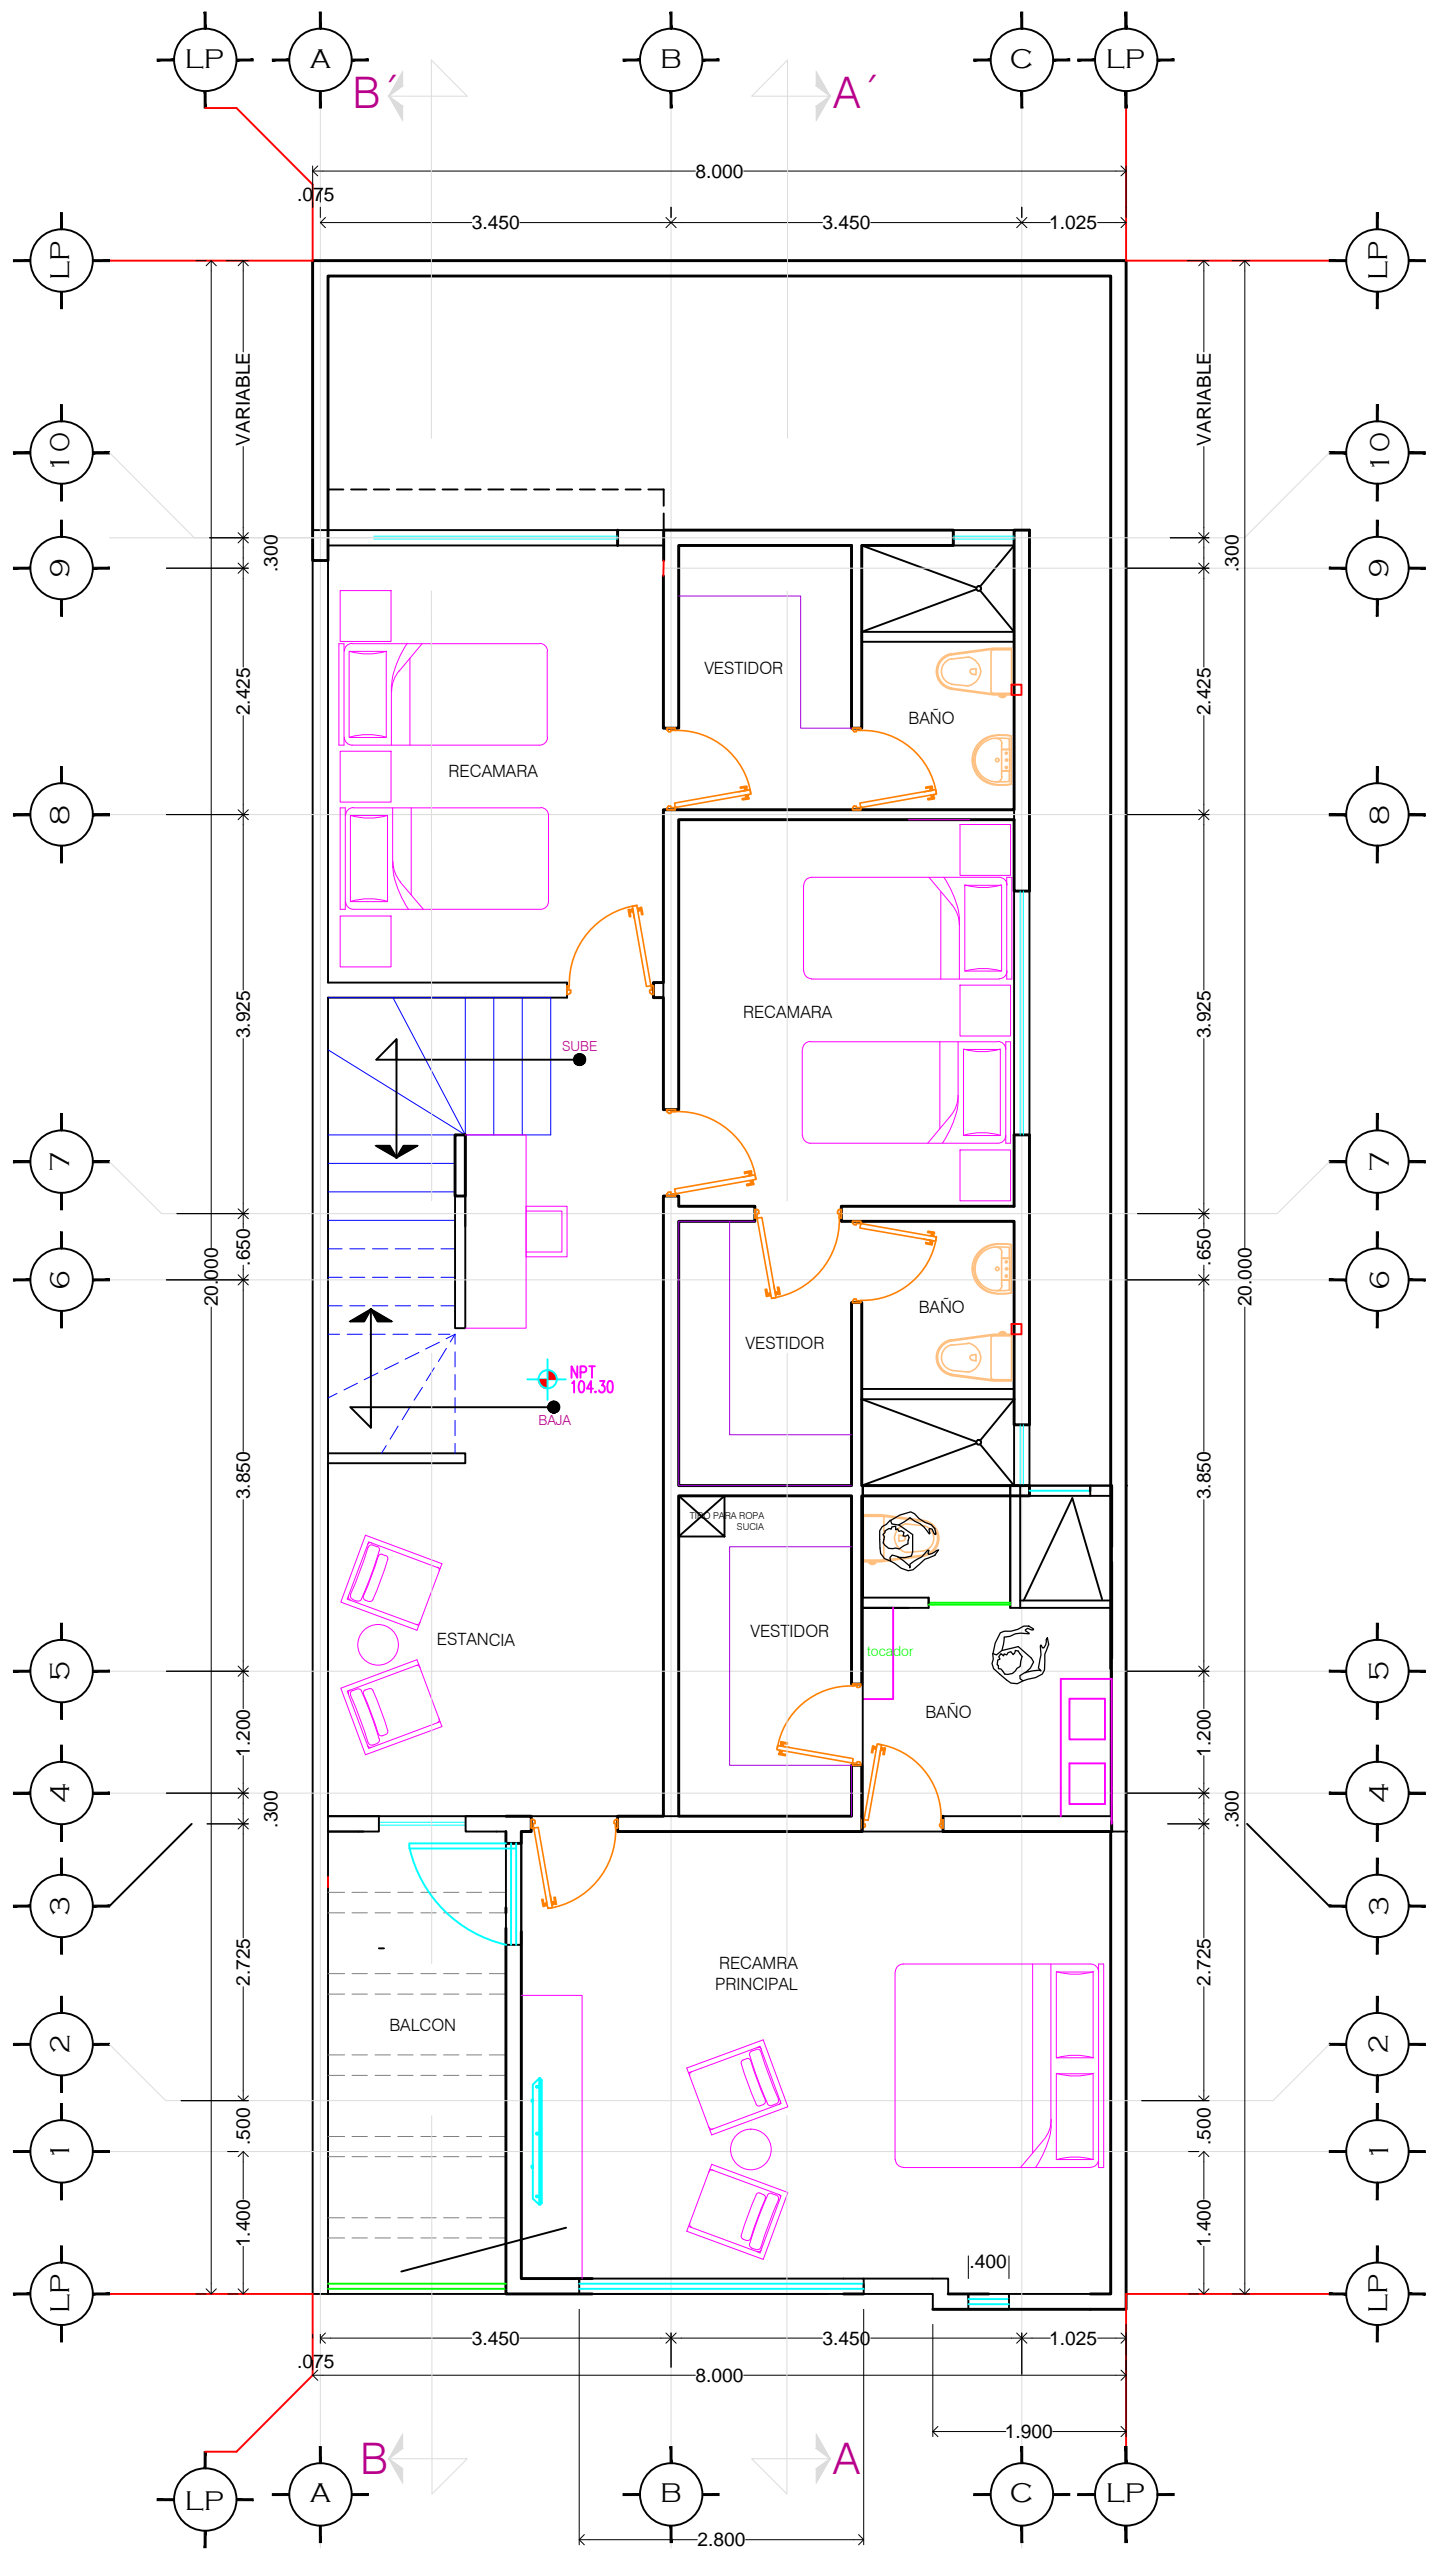 LP A B C LP
B´ A´
8.000
.075
3.450 3.450 1.025
LP LP
VARIABLE VARIABLE
10 10
.300 .300
9 9
2.425 VESTIDOR 2.425
BAÑO
RECAMARA
8 8
3.925 RECAMARA 3.925
SUBE
7 7
.650 .650
20.000 20.000
6 6
BAÑO
VESTIDOR
NPT
104.30
BAJA
3.850 3.850
TIRO PARA ROPA
SUCIA
ESTANCIA VESTIDOR
tocador
5 5
BAÑO
1.200 1.200
4 4
.300 .300
3 3
2.725 2.725
RECAMRA
PRINCIPAL
BALCON
2 2
.500 .500
1 1
1.400 1.400
.400
LP LP
3.450 3.450 1.025
.075
8.000
1.900
B A
LP A B C LP
2.800